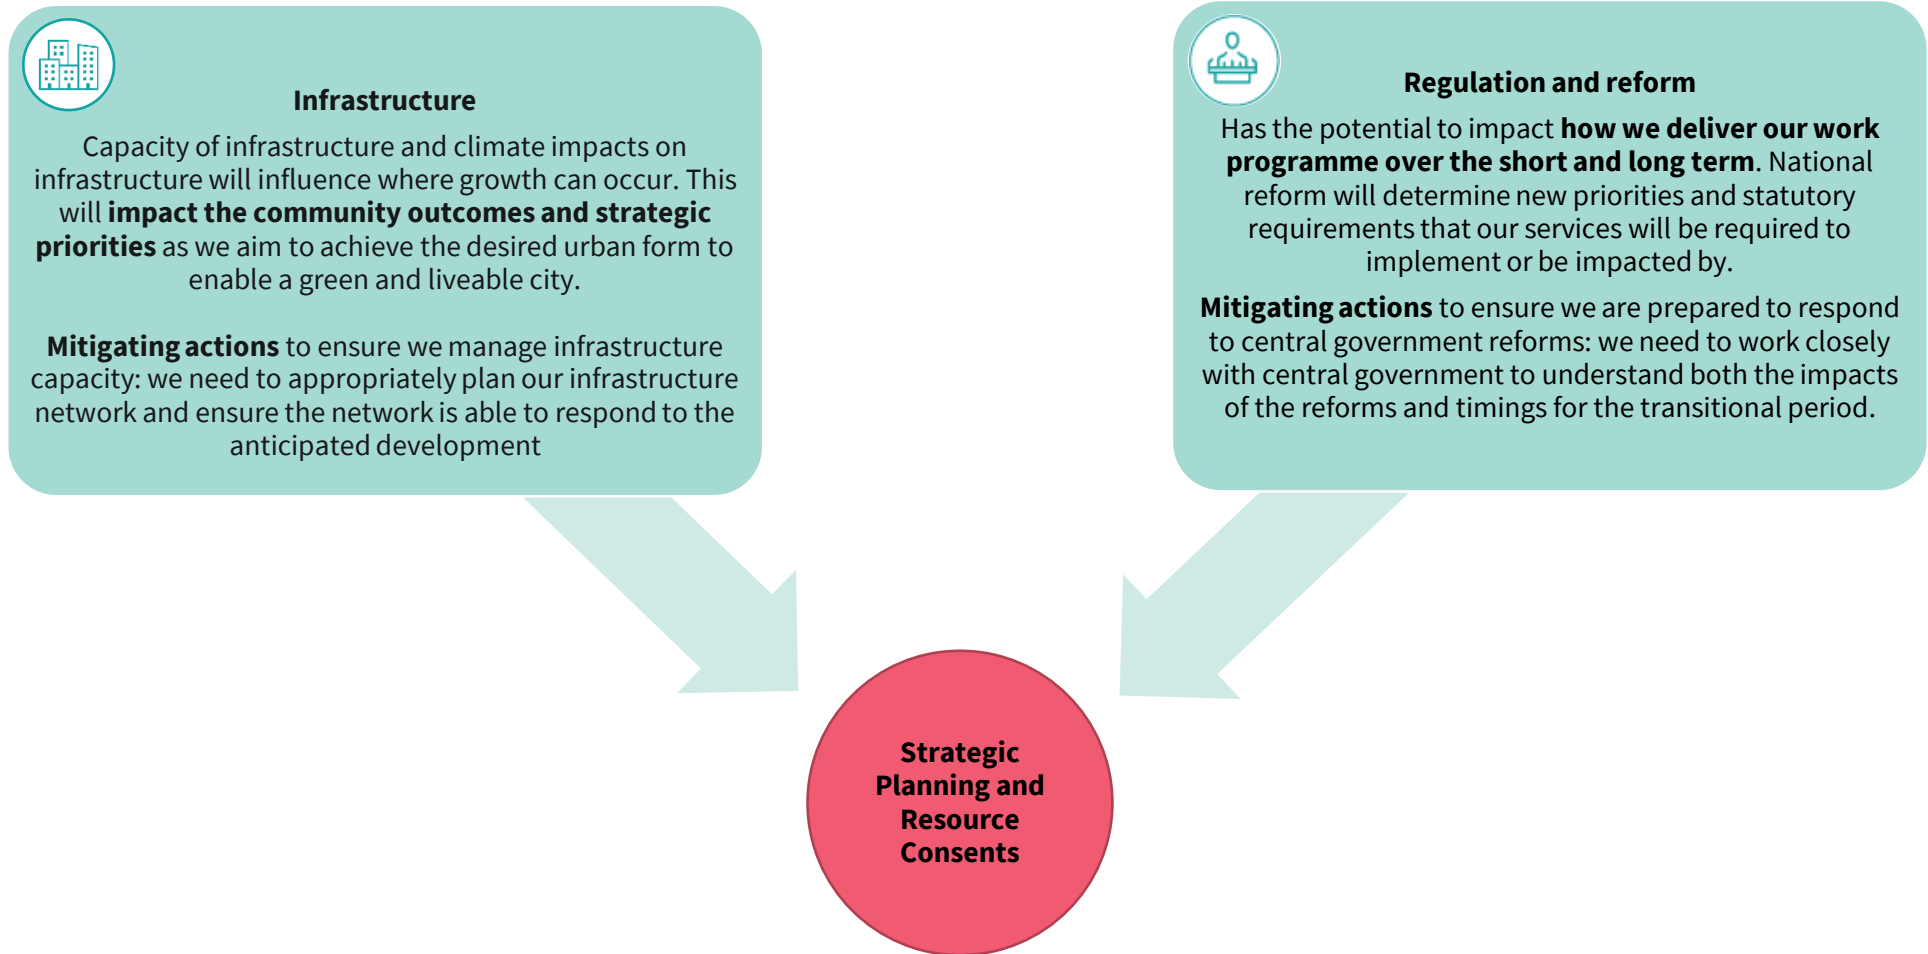 Infrastructure
Capacity of infrastructure and climate impacts on
infrastructure will influence where growth can occur. This
will impact the community outcomes and strategic
priorities as we aim to achieve the desired urban form to
enable a green and liveable city.
Mitigating actions to ensure we manage infrastructure
capacity: we need to appropriately plan our infrastructure
network and ensure the network is able to respond to the
anticipated development
Regulation and reform
Has the potential to impact how we deliver our work
programme over the short and long term. National
reform will determine new priorities and statutory
requirements that our services will be required to
implement or be impacted by.
Mitigating actions to ensure we are prepared to respond
to central government reforms: we need to work closely
with central government to understand both the impacts
of the reforms and timings for the transitional period.
Strategic
Planning and
Resource
Consents